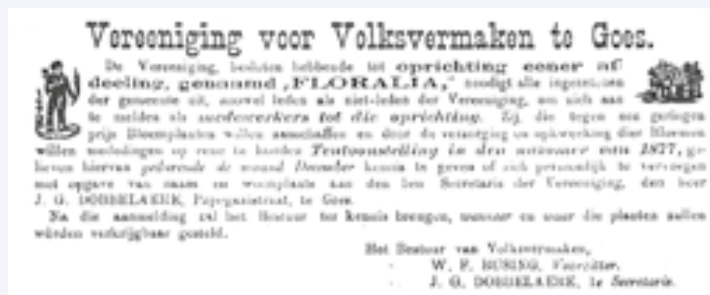 Vereeniging voor Volksvermaken te Goes.
De Vereeniging, besloten hebbende tot oprichting eener af
deeling, genaamd „FLORALIA," noodigt alle ingezetenen
der gemeente uit, zoowel leden als niet-leden der Vereeniging, om zich aan
te melden als medewerkers tot die oprichting. Zij, die tegen een geringen
prijs Bloemplanten willen aanschaffen en door de verzorging en opkweeking dier bloemen
willen mededingen op eene te houden Tentoonstelling in den zomer van 1877, ge-
lieven hiervan gedurende de maand December kennis te geven of zich persoonlijk te vervoegen
met opgave van naam en woonplaats aan den 1en Secretaris der Vereeniging, den heer
J. G. DOBBELAERE, Papegaaistraat, te Goes.
Na die aanmelding zal het Bestuur ter kennis brengen, wanneer en waar die planten zullen
worden verkrijgbaar gesteld.
Het Bestuur van Volksvermaken,
W. F. BUSING, Voorzitter.
J. G. DOBBELAERE, 1e Secretaris.